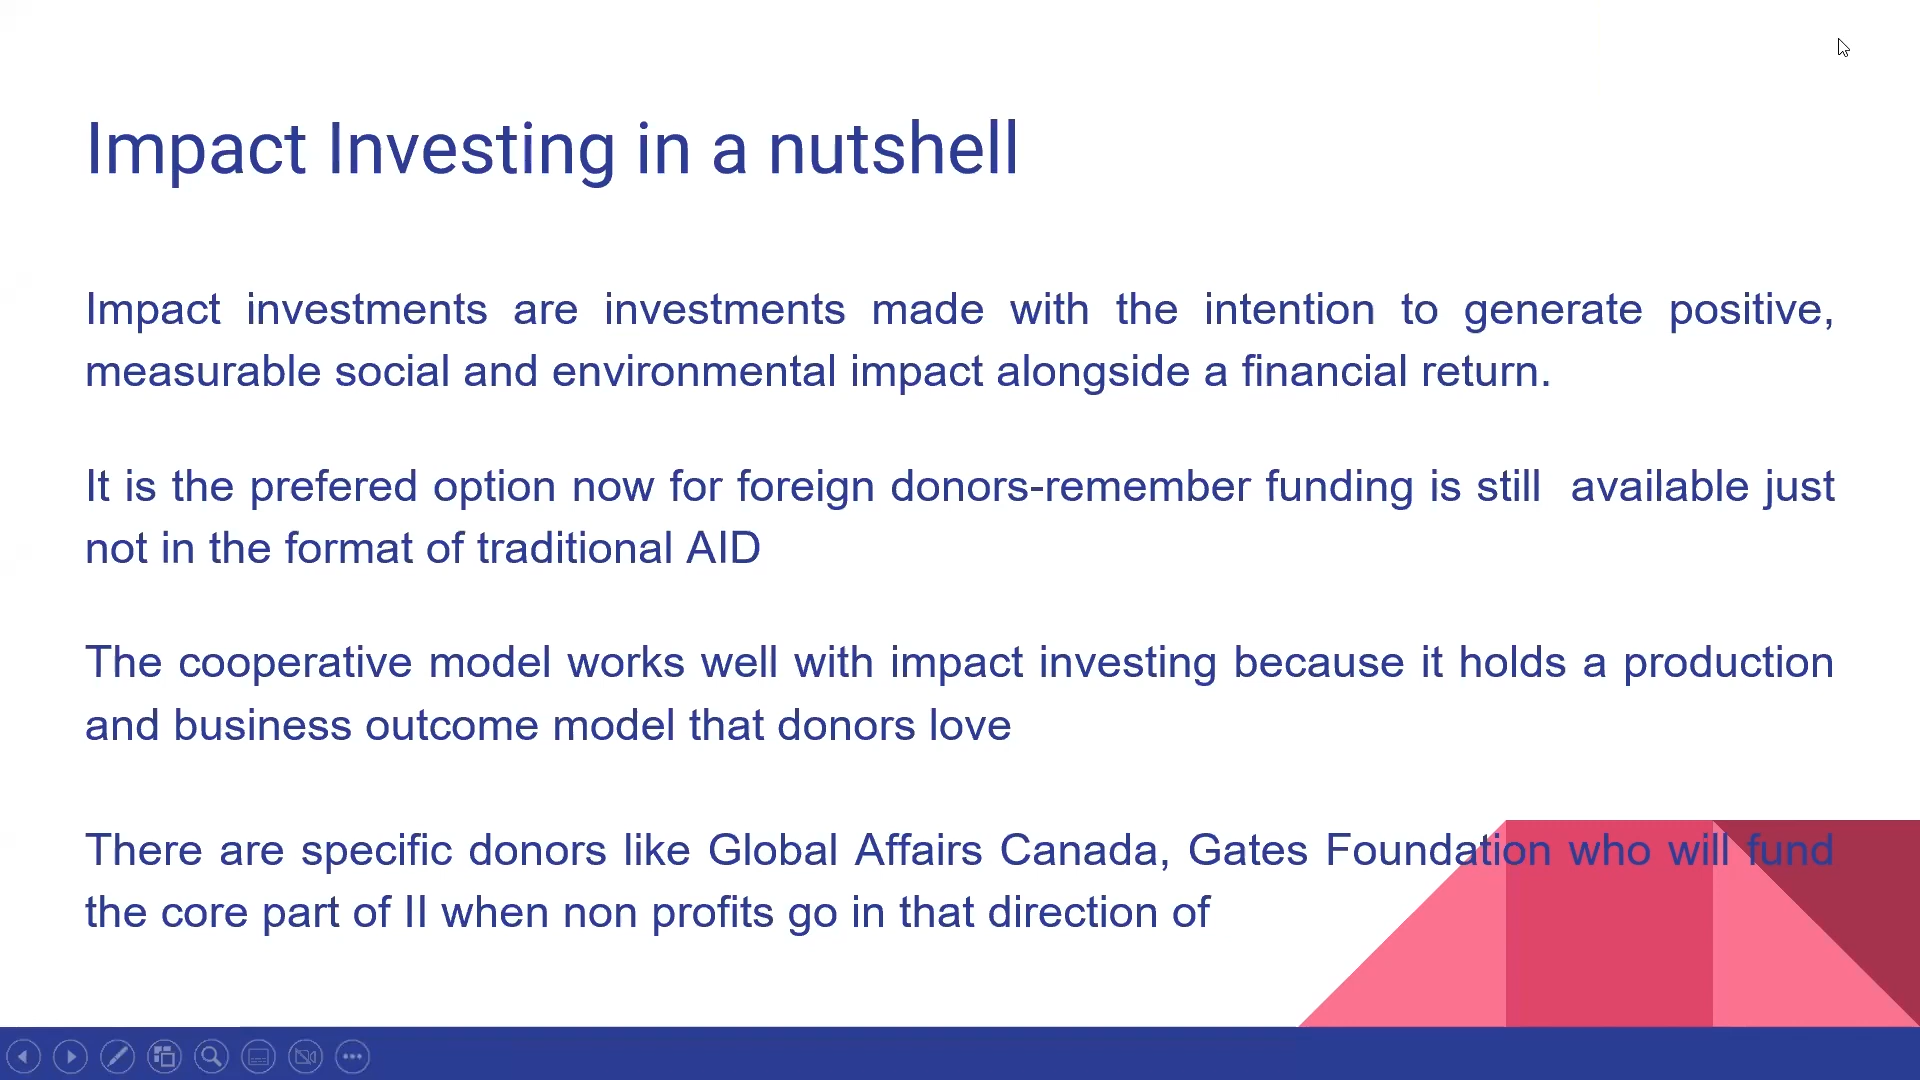 Impact Investing in a nutshell
Impact investments are investments made with the intention to generate positive,
measurable social and environmental impact alongside a financial return.
It is the prefered option now for foreign donors-remember funding is still  available just
not in the format of traditional AID
The cooperative model works well with impact investing because it holds a production
and business outcome model that donors love
There are specific donors like Global Affairs Canada, Gates Foundation who will fund
the core part of II when non profits go in that direction of